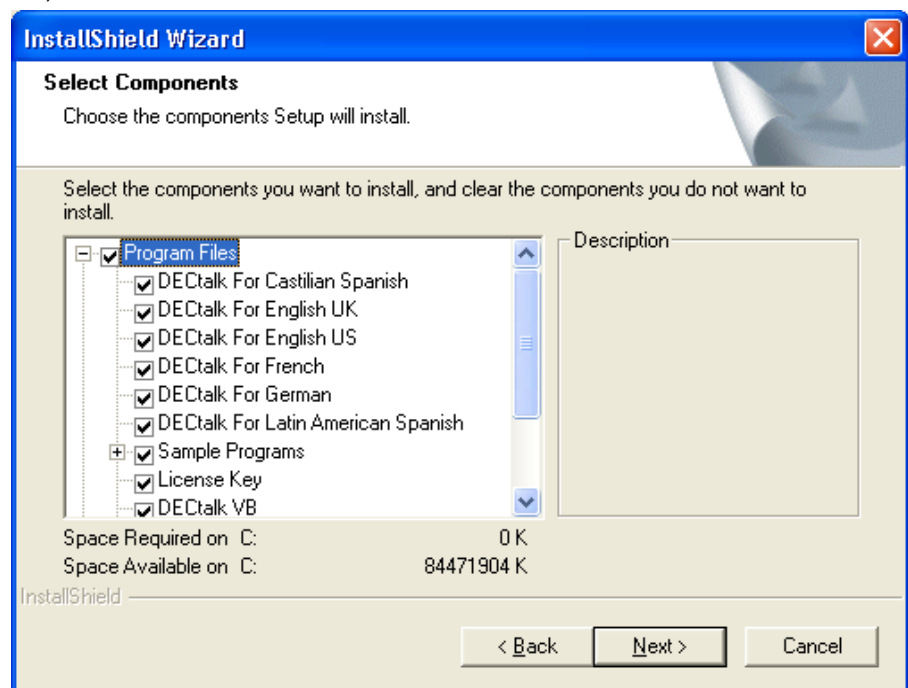 InstallShield Wizard
Select Components
Choose the components Setup will install.
Select the components you want to install, and clear the components you do not want to
install.
Program Files
DECtalk For Castilian Spanish
DECtalk For English UK
DECtalk For English US
DECtalk For French
DECtalk For German
DECtalk For Latin American Spanish
Sample Programs
License Key
DECtalk VB
Description
Space Required on C: 0 K
Space Available on C: 84471904 K
InstallShield
< Back Next > Cancel